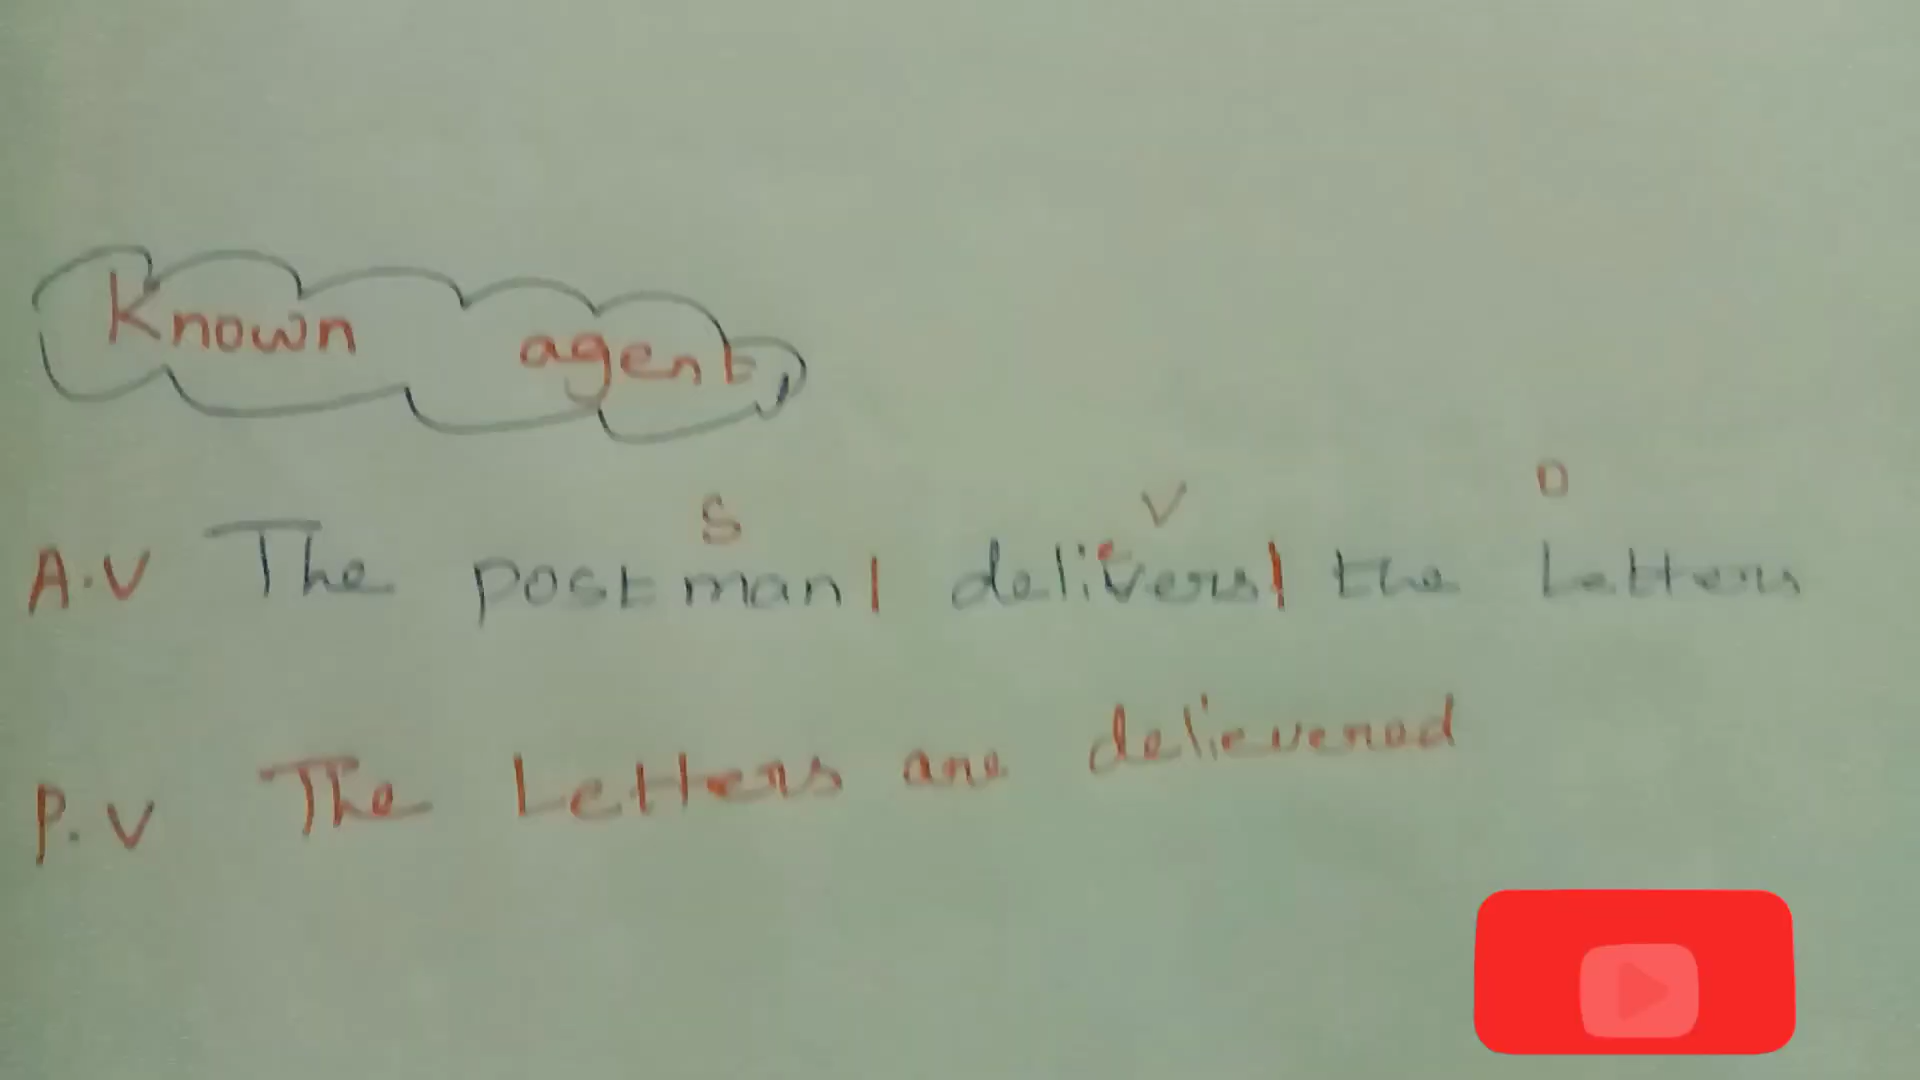 Known agent
S V O
A.V The postman| delivers| the Letters
P.V The Letters are delievered